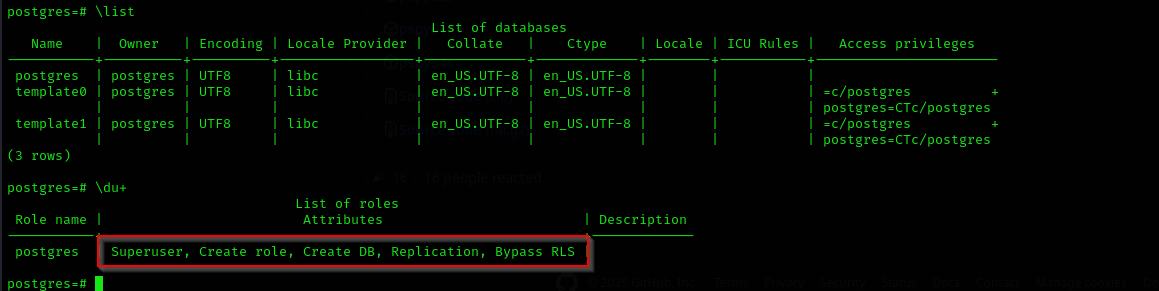 postgres=# \list
List of databases
Name | Owner | Encoding | Locale Provider | Collate | Ctype | Locale | ICU Rules | Access privileges
-----------+----------+----------+-----------------+-------------+-------------+--------+-----------+-----------------------
postgres | postgres | UTF8 | libc | en_US.UTF-8 | en_US.UTF-8 | | |
template0 | postgres | UTF8 | libc | en_US.UTF-8 | en_US.UTF-8 | | | =c/postgres +
| | | | | | | | postgres=CTc/postgres
template1 | postgres | UTF8 | libc | en_US.UTF-8 | en_US.UTF-8 | | | =c/postgres +
| | | | | | | | postgres=CTc/postgres
(3 rows)
postgres=# \du+
List of roles
Role name | Attributes | Description
-----------+------------------------------------------------------------+-------------
postgres | Superuser, Create role, Create DB, Replication, Bypass RLS |
postgres=#
16 people reacted